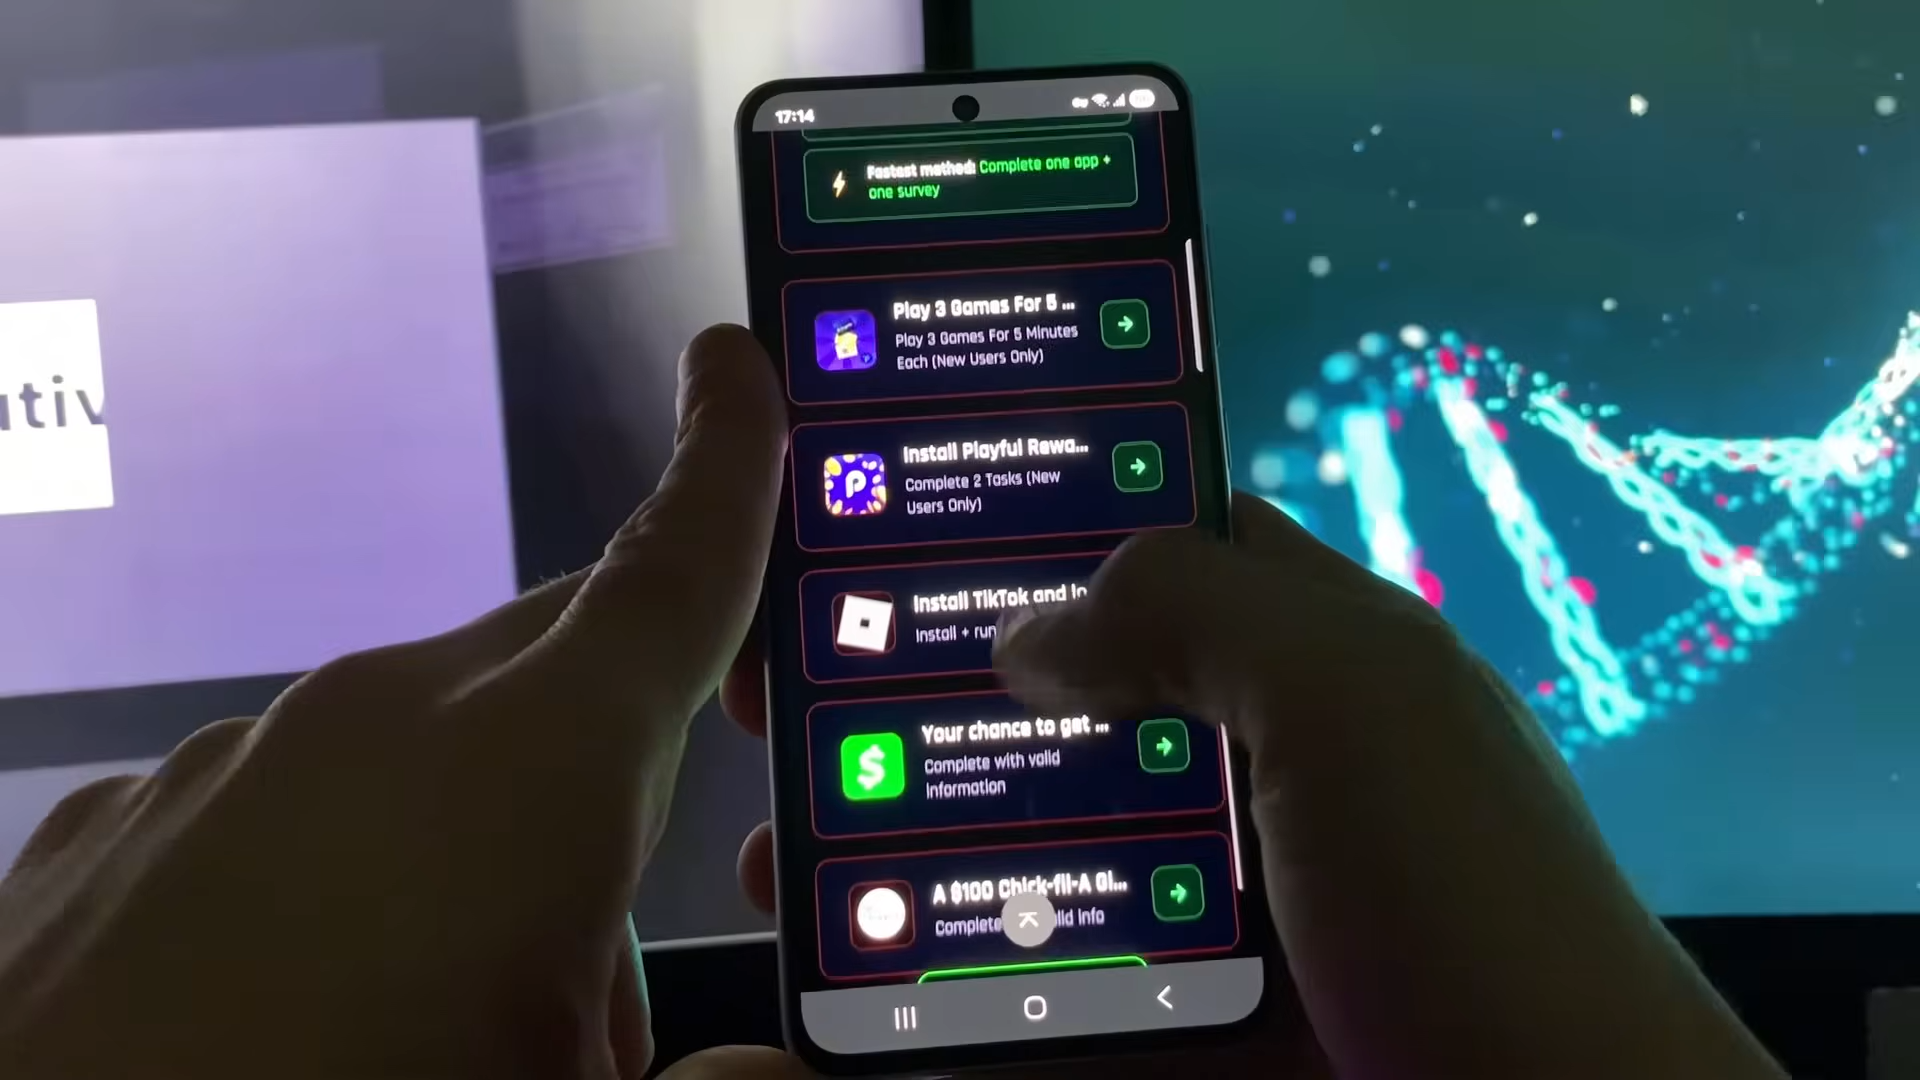 17:14
Fastest method: Complete one app +
one survey
Play 3 Games For 5 ...
Play 3 Games For 5 Minutes
Each (New Users Only)
Install Playful Rewa...
Complete 2 Tasks (New
Users Only)
P
Install TikTok and
Install + run
Your chance to get ...
Complete with valid
information
$
A $100 Chick-fil-A Gi...
Complete info